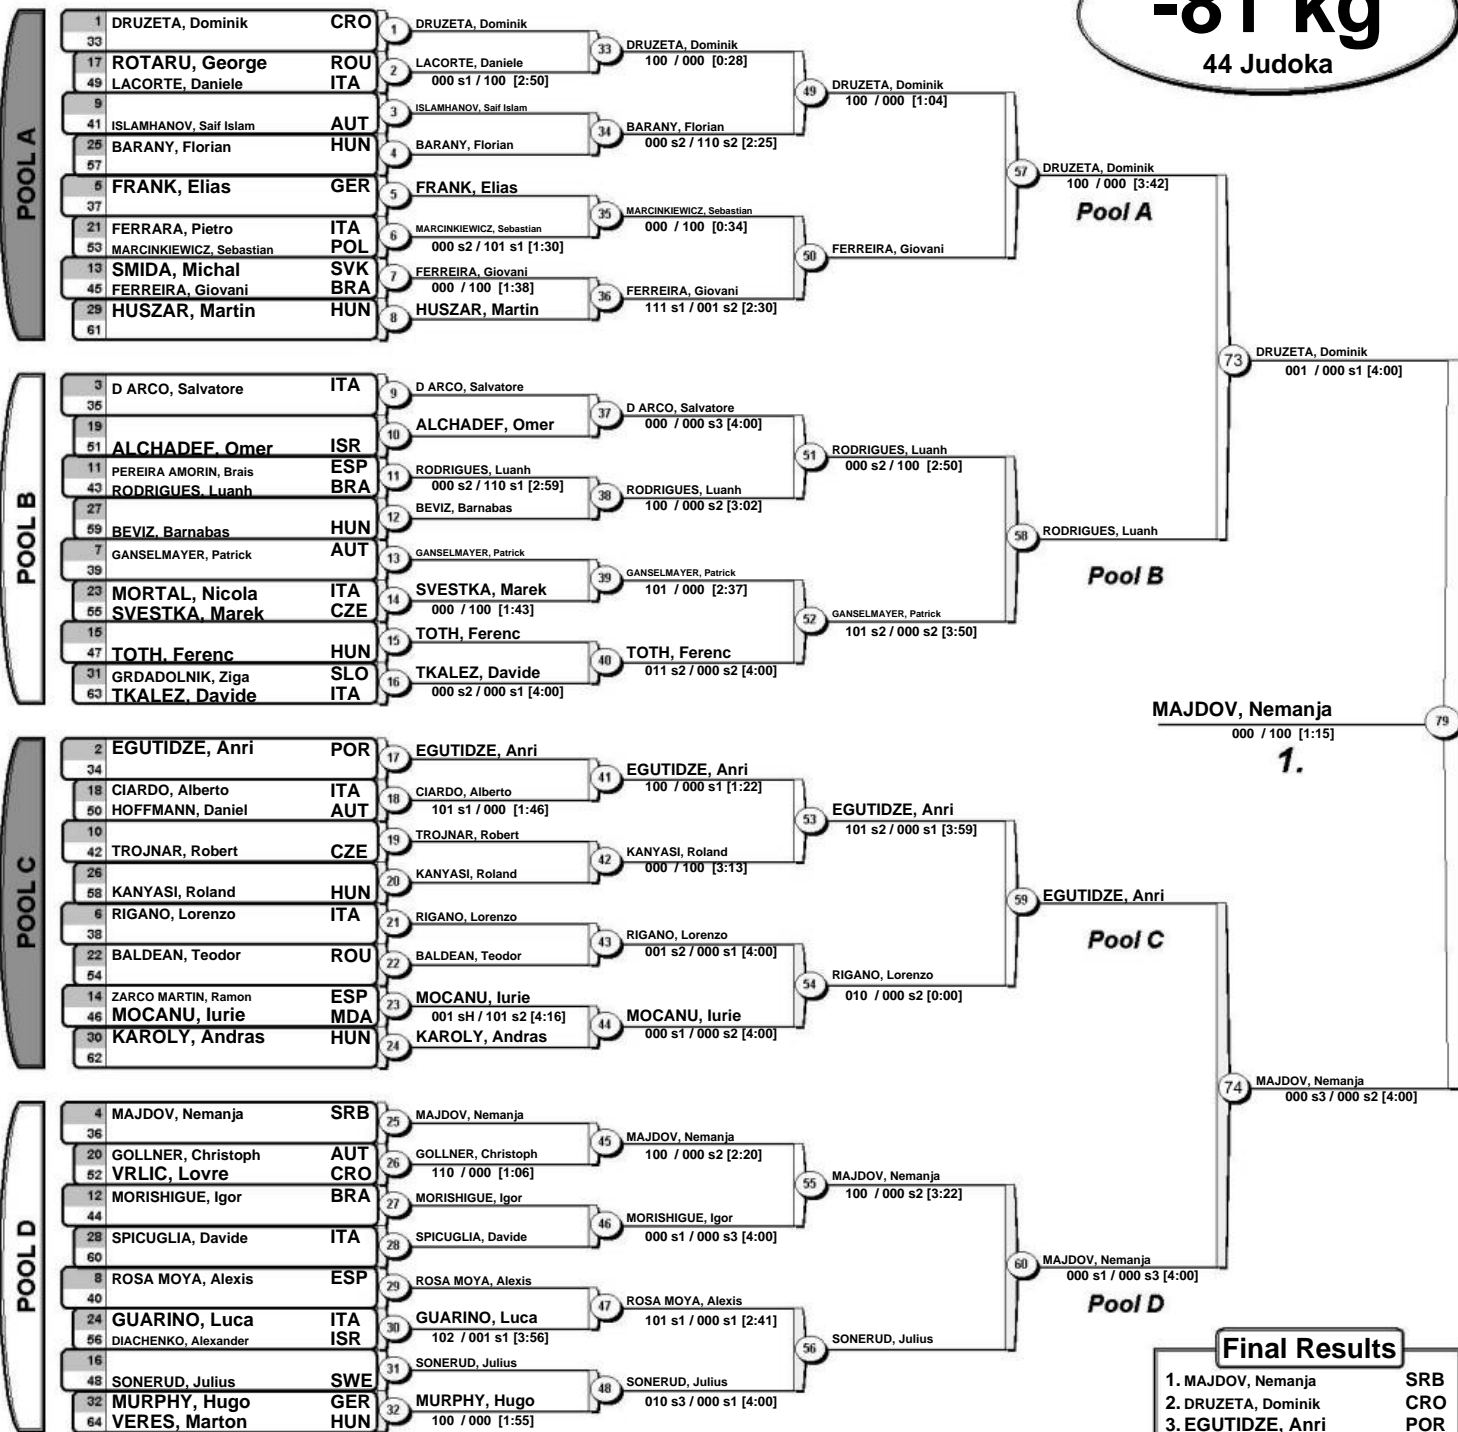 -81 kg
44 Judoka
POOL A
1 DRUZETA, Dominik CRO
33
17 ROTARU, George ROU
49 LACORTE, Daniele ITA
9
41 ISLAMHANOV, Saif Islam AUT
25 BARANY, Florian HUN
57
5 FRANK, Elias GER
37
21 FERRARA, Pietro ITA
53 MARCINKIEWICZ, Sebastian POL
13 SMIDA, Michal SVK
45 FERREIRA, Giovani BRA
29 HUSZAR, Martin HUN
61
1 DRUZETA, Dominik
2 LACORTE, Daniele
000 s1 / 100 [2:50]
3 ISLAMHANOV, Saif Islam
4 BARANY, Florian
5 FRANK, Elias
6 MARCINKIEWICZ, Sebastian
000 s2 / 101 s1 [1:30]
7 FERREIRA, Giovani
000 / 100 [1:38]
8 HUSZAR, Martin
33 DRUZETA, Dominik
100 / 000 [0:28]
34 BARANY, Florian
000 s2 / 110 s2 [2:25]
35 MARCINKIEWICZ, Sebastian
000 / 100 [0:34]
36 FERREIRA, Giovani
111 s1 / 001 s2 [2:30]
49 DRUZETA, Dominik
100 / 000 [1:04]
50 FERREIRA, Giovani
57 DRUZETA, Dominik
100 / 000 [3:42]
Pool A
POOL B
3 D ARCO, Salvatore ITA
35
19
51 ALCHADEF, Omer ISR
11 PEREIRA AMORIN, Brais ESP
43 RODRIGUES, Luanh BRA
27
59 BEVIZ, Barnabas HUN
7 GANSELMAYER, Patrick AUT
39
23 MORTAL, Nicola ITA
55 SVESTKA, Marek CZE
15
47 TOTH, Ferenc HUN
31 GRDADOLNIK, Ziga SLO
63 TKALEZ, Davide ITA
9 D ARCO, Salvatore
10 ALCHADEF, Omer
11 RODRIGUES, Luanh
000 s2 / 110 s1 [2:59]
12 BEVIZ, Barnabas
13 GANSELMAYER, Patrick
14 SVESTKA, Marek
000 / 100 [1:43]
15 TOTH, Ferenc
16 TKALEZ, Davide
000 s2 / 000 s1 [4:00]
37 D ARCO, Salvatore
000 / 000 s3 [4:00]
38 RODRIGUES, Luanh
100 / 000 s2 [3:02]
39 GANSELMAYER, Patrick
101 / 000 [2:37]
40 TOTH, Ferenc
011 s2 / 000 s2 [4:00]
51 RODRIGUES, Luanh
000 s2 / 100 [2:50]
52 GANSELMAYER, Patrick
101 s2 / 000 s2 [3:50]
58 RODRIGUES, Luanh
Pool B
73 DRUZETA, Dominik
001 / 000 s1 [4:00]
MAJDOV, Nemanja 79
000 / 100 [1:15]
1.
POOL C
2 EGUTIDZE, Anri POR
34
18 CIARDO, Alberto ITA
50 HOFFMANN, Daniel AUT
10
42 TROJNAR, Robert CZE
26
58 KANYASI, Roland HUN
6 RIGANO, Lorenzo ITA
38
22 BALDEAN, Teodor ROU
54
14 ZARCO MARTIN, Ramon ESP
46 MOCANU, Iurie MDA
30 KAROLY, Andras HUN
62
17 EGUTIDZE, Anri
18 CIARDO, Alberto
101 s1 / 000 [1:46]
19 TROJNAR, Robert
20 KANYASI, Roland
21 RIGANO, Lorenzo
22 BALDEAN, Teodor
23 MOCANU, Iurie
001 sH / 101 s2 [4:16]
24 KAROLY, Andras
41 EGUTIDZE, Anri
100 / 000 s1 [1:22]
42 KANYASI, Roland
000 / 100 [3:13]
43 RIGANO, Lorenzo
001 s2 / 000 s1 [4:00]
44 MOCANU, Iurie
000 s1 / 000 s2 [4:00]
53 EGUTIDZE, Anri
101 s2 / 000 s1 [3:59]
54 RIGANO, Lorenzo
010 / 000 s2 [0:00]
59 EGUTIDZE, Anri
Pool C
POOL D
4 MAJDOV, Nemanja SRB
36
20 GOLLNER, Christoph AUT
52 VRLIC, Lovre CRO
12 MORISHIGUE, Igor BRA
44
28 SPICUGLIA, Davide ITA
60
8 ROSA MOYA, Alexis ESP
40
24 GUARINO, Luca ITA
56 DIACHENKO, Alexander ISR
16
48 SONERUD, Julius SWE
32 MURPHY, Hugo GER
64 VERES, Marton HUN
25 MAJDOV, Nemanja
26 GOLLNER, Christoph
110 / 000 [1:06]
27 MORISHIGUE, Igor
28 SPICUGLIA, Davide
29 ROSA MOYA, Alexis
30 GUARINO, Luca
102 / 001 s1 [3:56]
31 SONERUD, Julius
32 MURPHY, Hugo
100 / 000 [1:55]
45 MAJDOV, Nemanja
100 / 000 s2 [2:20]
46 MORISHIGUE, Igor
000 s1 / 000 s3 [4:00]
47 ROSA MOYA, Alexis
101 s1 / 000 s1 [2:41]
48 SONERUD, Julius
010 s3 / 000 s1 [4:00]
55 MAJDOV, Nemanja
100 / 000 s2 [3:22]
56 SONERUD, Julius
60 MAJDOV, Nemanja
000 s1 / 000 s3 [4:00]
Pool D
74 MAJDOV, Nemanja
000 s3 / 000 s2 [4:00]
Final Results
1. MAJDOV, Nemanja SRB
2. DRUZETA, Dominik CRO
3. EGUTIDZE, Anri POR